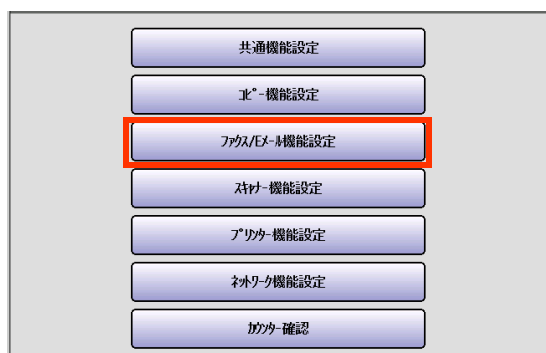 共通機能設定
ｺﾋﾟｰ機能設定
ﾌｧｸｽ/Eﾒｰﾙ機能設定
ｽｷｬﾅｰ機能設定
ﾌﾟﾘﾝﾀｰ機能設定
ﾈｯﾄﾜｰｸ機能設定
ｶｳﾝﾀｰ確認